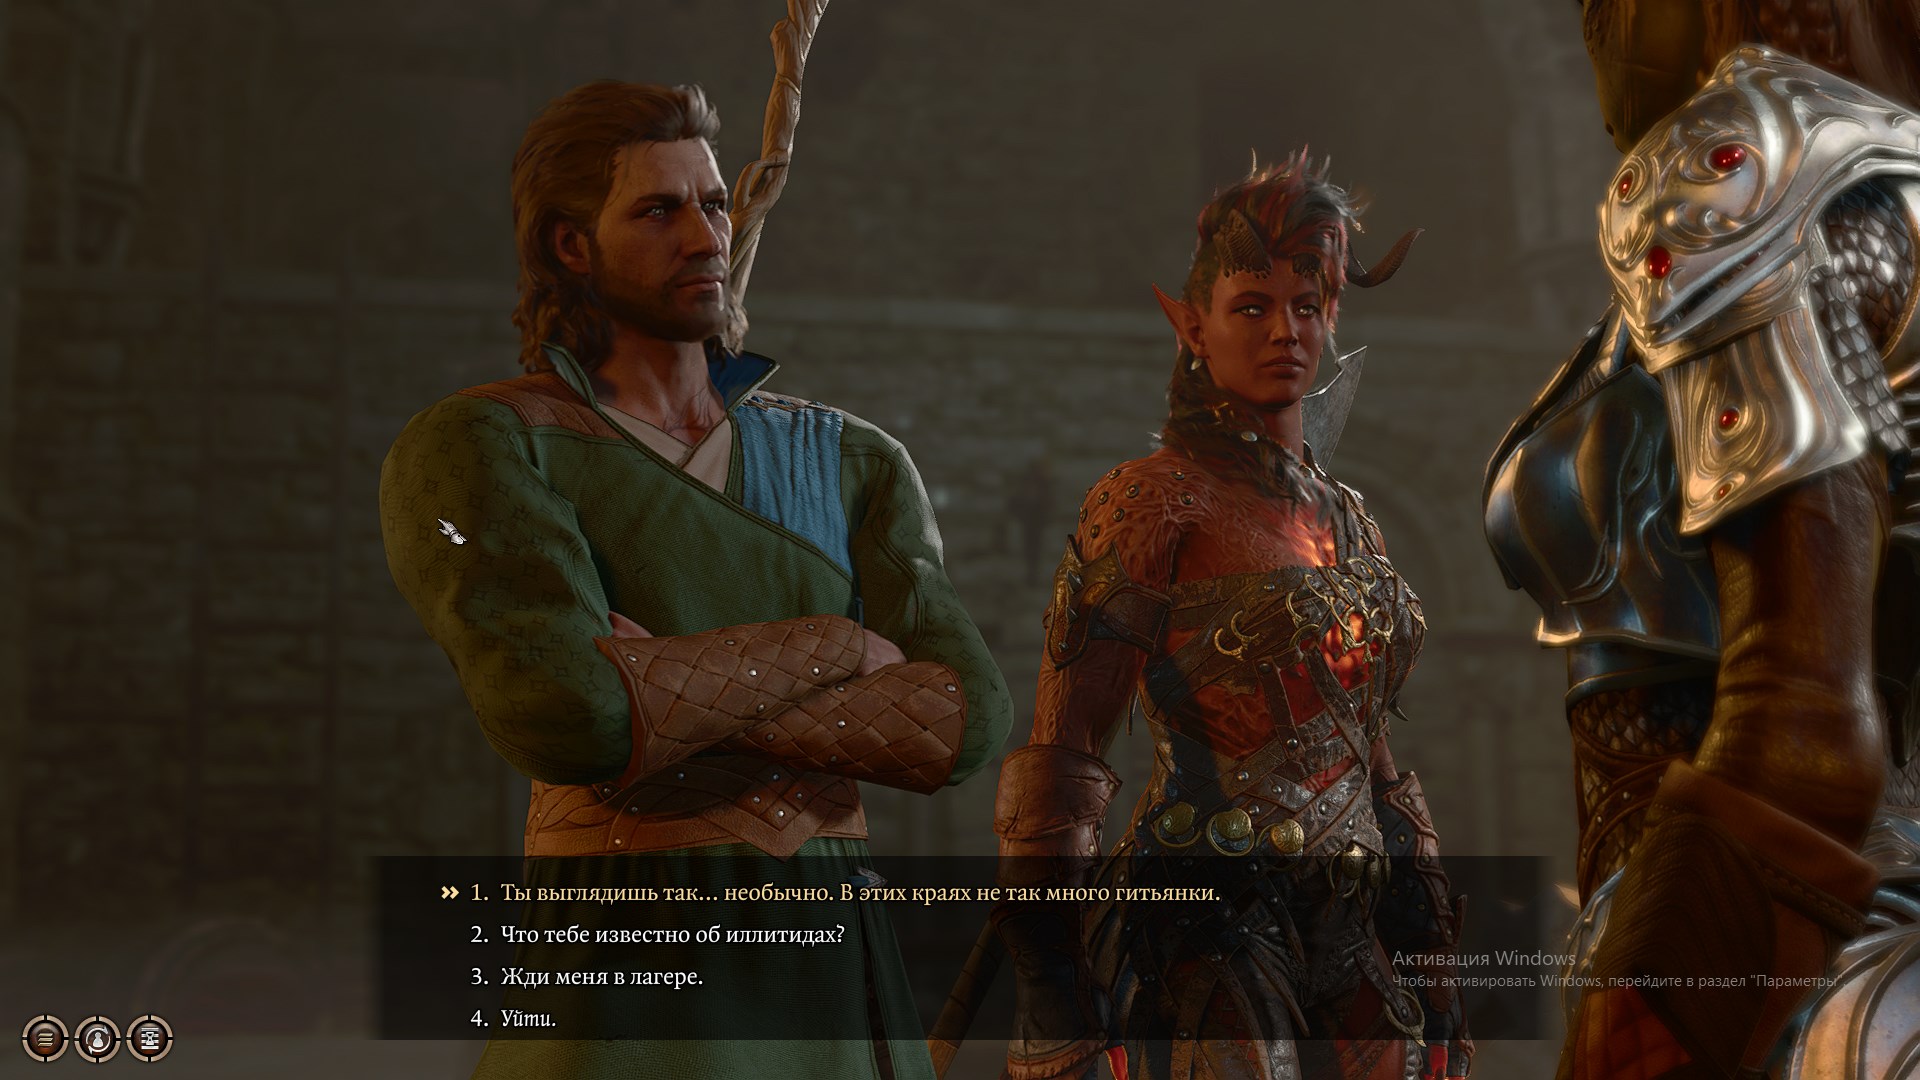 1. Ты выглядишь так... необычно. В этих краях не так много гитьянки.
2. Что тебе известно об иллитидах?
3. Жди меня в лагере.
4. Уйти.
Активация Windows
Чтобы активировать Windows, перейдите в раздел "Параметры".